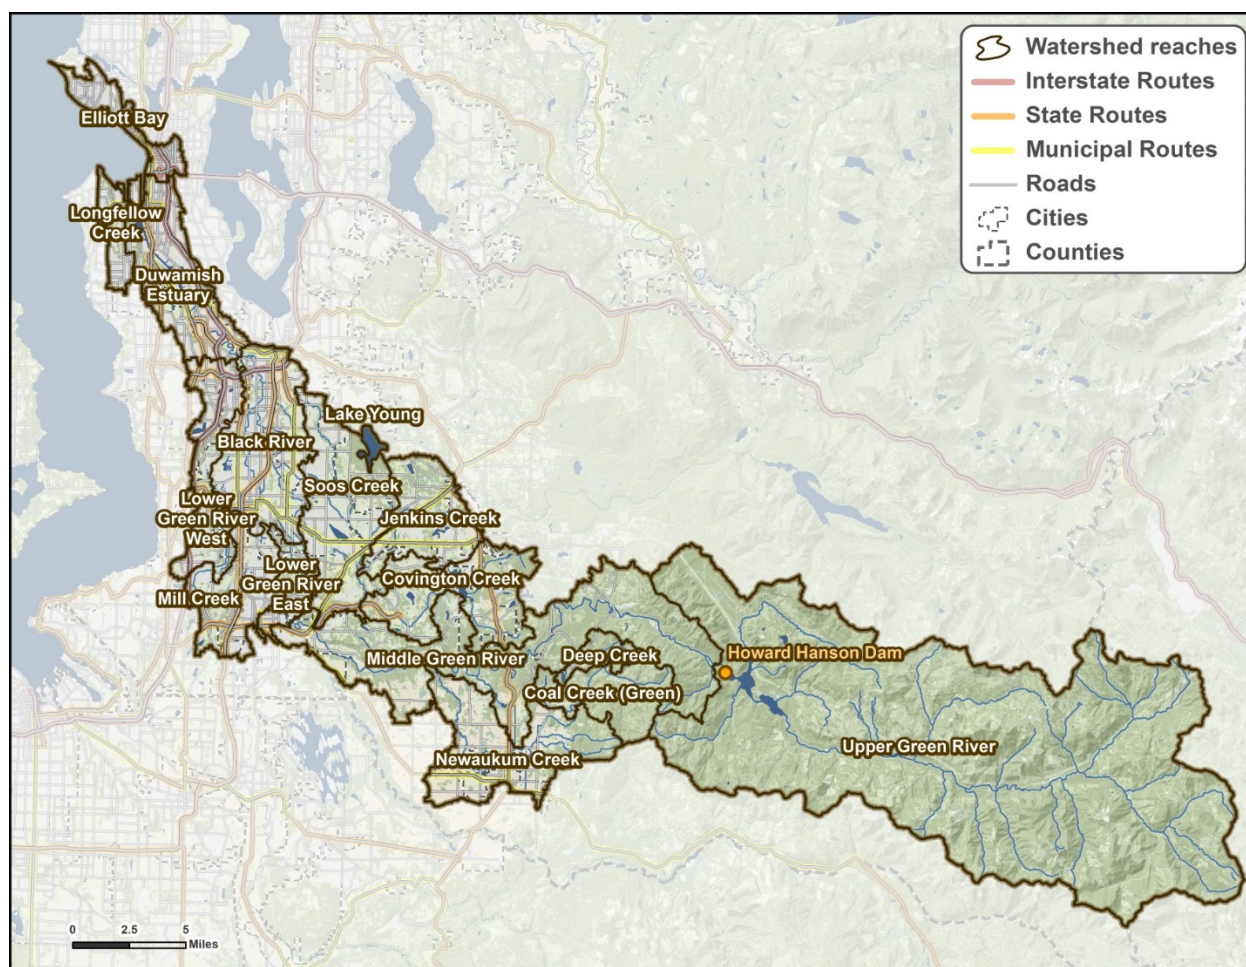 Watershed reaches
Interstate Routes
State Routes
Municipal Routes
Roads
Cities
Counties
Elliott Bay
Longfellow
Creek
Duwamish
Estuary
Lake Young
Black River
Soos Creek
Lower
Green River
West
Jenkins Creek
Lower
Green River
East
Covington Creek
Mill Creek
Middle Green River
Deep Creek
Howard Hanson Dam
Coal Creek (Green)
Upper Green River
Newaukum Creek
0 2.5 5
Miles